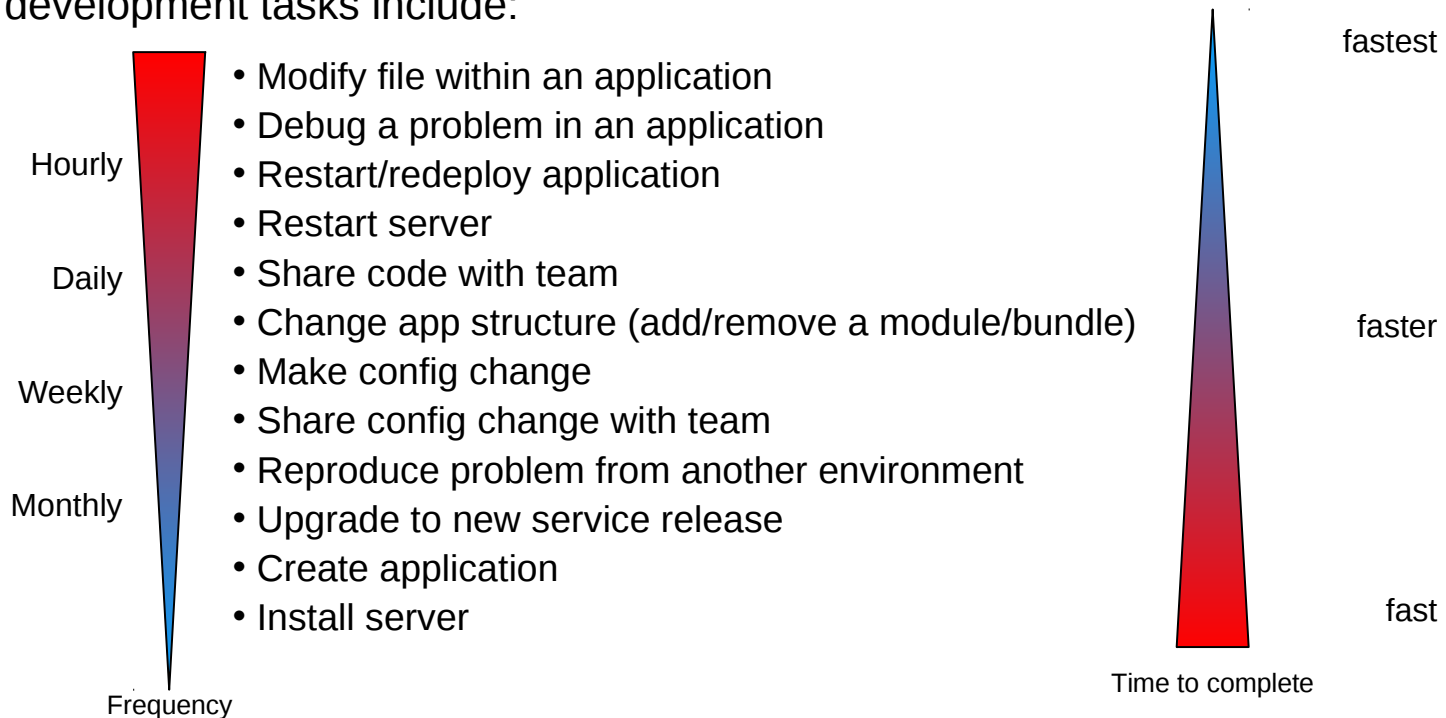 development tasks include:
fastest
• Modify file within an application
• Debug a problem in an application
Hourly
• Restart/redeploy application
• Restart server
Daily
• Share code with team
• Change app structure (add/remove a module/bundle)
faster
• Make config change
Weekly
• Share config change with team
• Reproduce problem from another environment
Monthly
• Upgrade to new service release
• Create application
• Install server
fast
Time to complete
Frequency